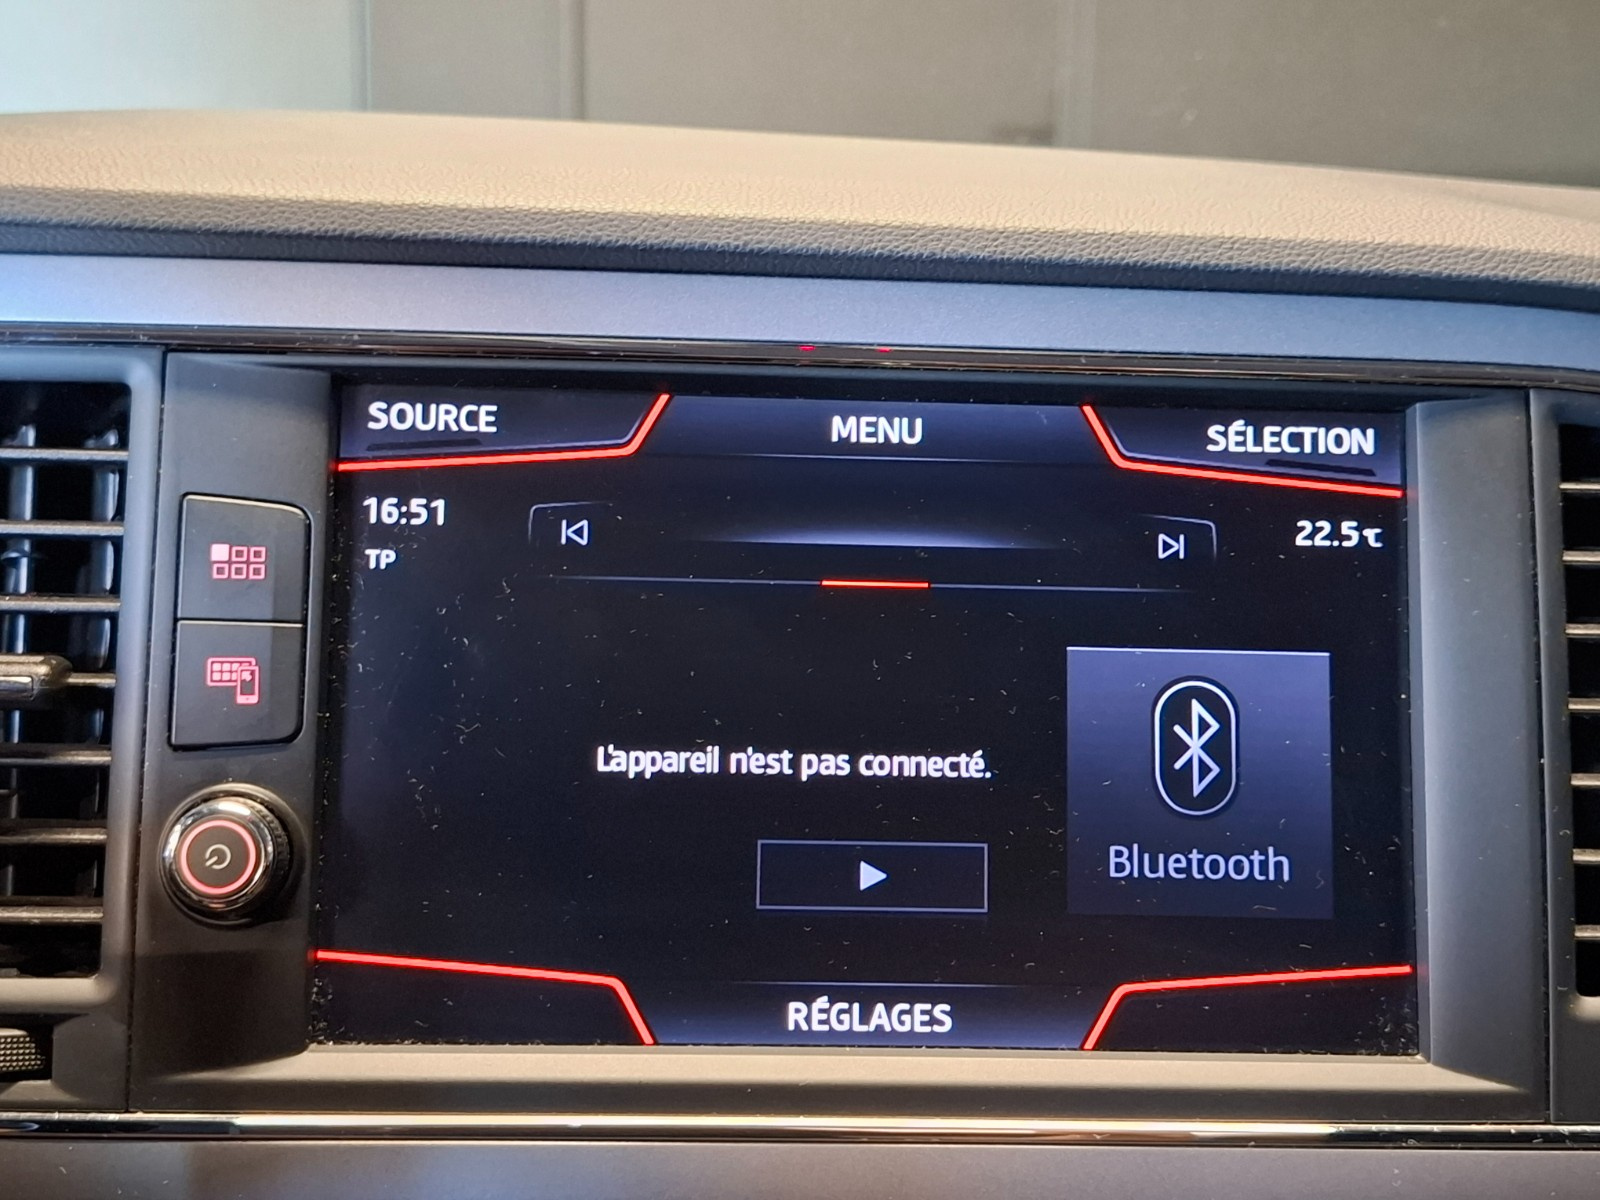 SOURCE
MENU
SÉLECTION
16:51
22.5℃
TP
L'appareil n'est pas connecté.
Bluetooth
RÉGLAGES